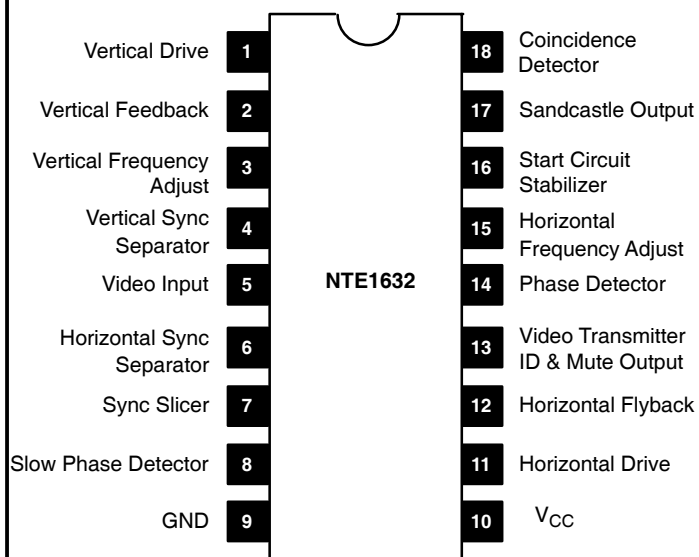 Vertical Drive 1
18 Coincidence
Detector
Vertical Feedback 2
17 Sandcastle Output
Vertical Frequency
Adjust 3
16 Start Circuit
Stabilizer
Vertical Sync
Separator 4
15 Horizontal
Frequency Adjust
Video Input 5
NTE1632
14 Phase Detector
Horizontal Sync
Separator 6
13 Video Transmitter
ID & Mute Output
Sync Slicer 7
12 Horizontal Flyback
Slow Phase Detector 8
11 Horizontal Drive
GND 9
10 VCC